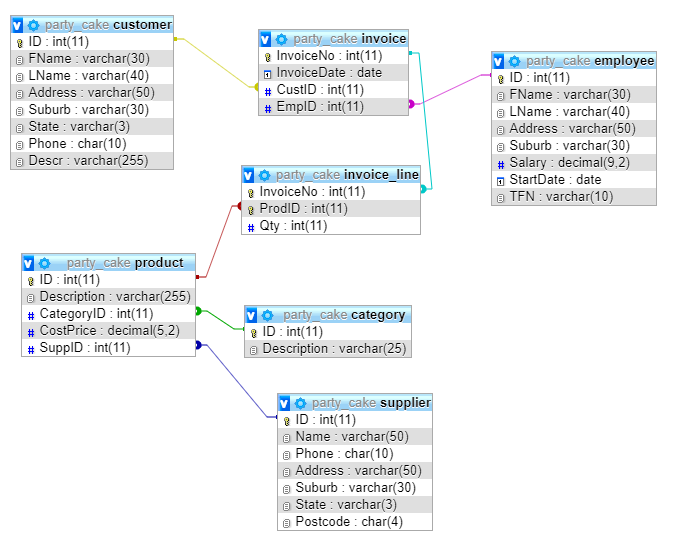 party_cake customer
ID : int(11)
FName : varchar(30)
LName : varchar(40)
Address : varchar(50)
Suburb : varchar(30)
State : varchar(3)
Phone : char(10)
Descr : varchar(255)
party_cake invoice
InvoiceNo : int(11)
InvoiceDate : date
CustID : int(11)
EmpID : int(11)
party_cake employee
ID : int(11)
FName : varchar(30)
LName : varchar(40)
Address : varchar(50)
Suburb : varchar(30)
Salary : decimal(9,2)
StartDate : date
TFN : varchar(10)
party_cake invoice_line
InvoiceNo : int(11)
ProdID : int(11)
Qty : int(11)
party_cake product
ID : int(11)
Description : varchar(255)
CategoryID : int(11)
CostPrice : decimal(5,2)
SuppID : int(11)
party_cake category
ID : int(11)
Description : varchar(25)
party_cake supplier
ID : int(11)
Name : varchar(50)
Phone : char(10)
Address : varchar(50)
Suburb : varchar(30)
State : varchar(3)
Postcode : char(4)